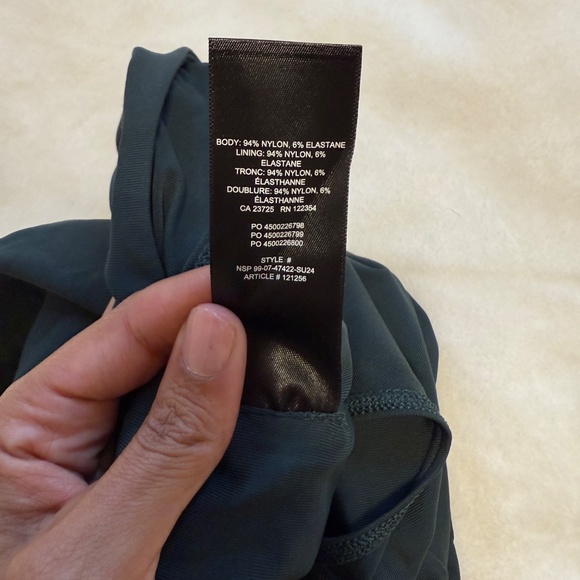 BODY: 94% NYLON, 6% ELASTANE
LINING: 94% NYLON, 6%
ELASTANE
TRONC: 94% NYLON, 6%
ÉLASTHANNE
DOUBLURE: 94% NYLON, 6%
ÉLASTHANNE
CA 23725 RN 122354
PO 4500226798
PO 4500226799
PO 4500226800
STYLE #
NSP 99-07-47422-SU24
ARTICLE # 121256